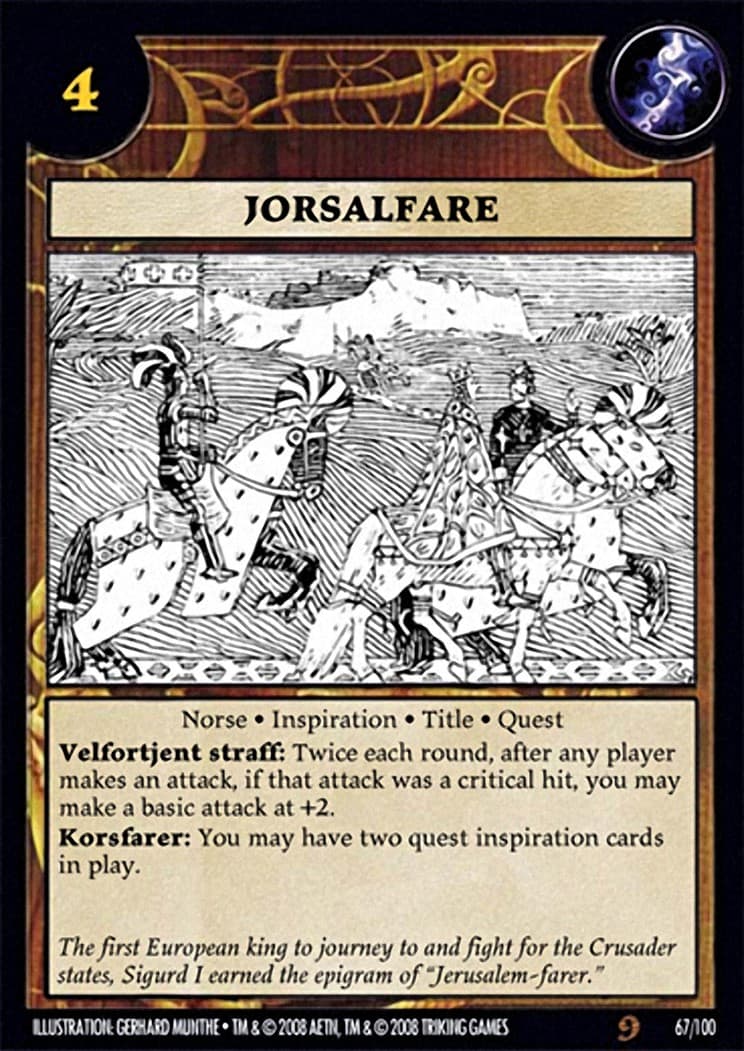 4
JORSALFARE
Norse • Inspiration • Title • Quest
Velfortjent straff: Twice each round, after any player
makes an attack, if that attack was a critical hit, you may
make a basic attack at +2.
Korsfarer: You may have two quest inspiration cards
in play.
The first European king to journey to and fight for the Crusader
states, Sigurd I earned the epigram of “Jerusalem-farer.”
ILLUSTRATION: GERHARD MUNTHE • TM & © 2008 AETN, TM & © 2008 TRIKING GAMES
9 67/100